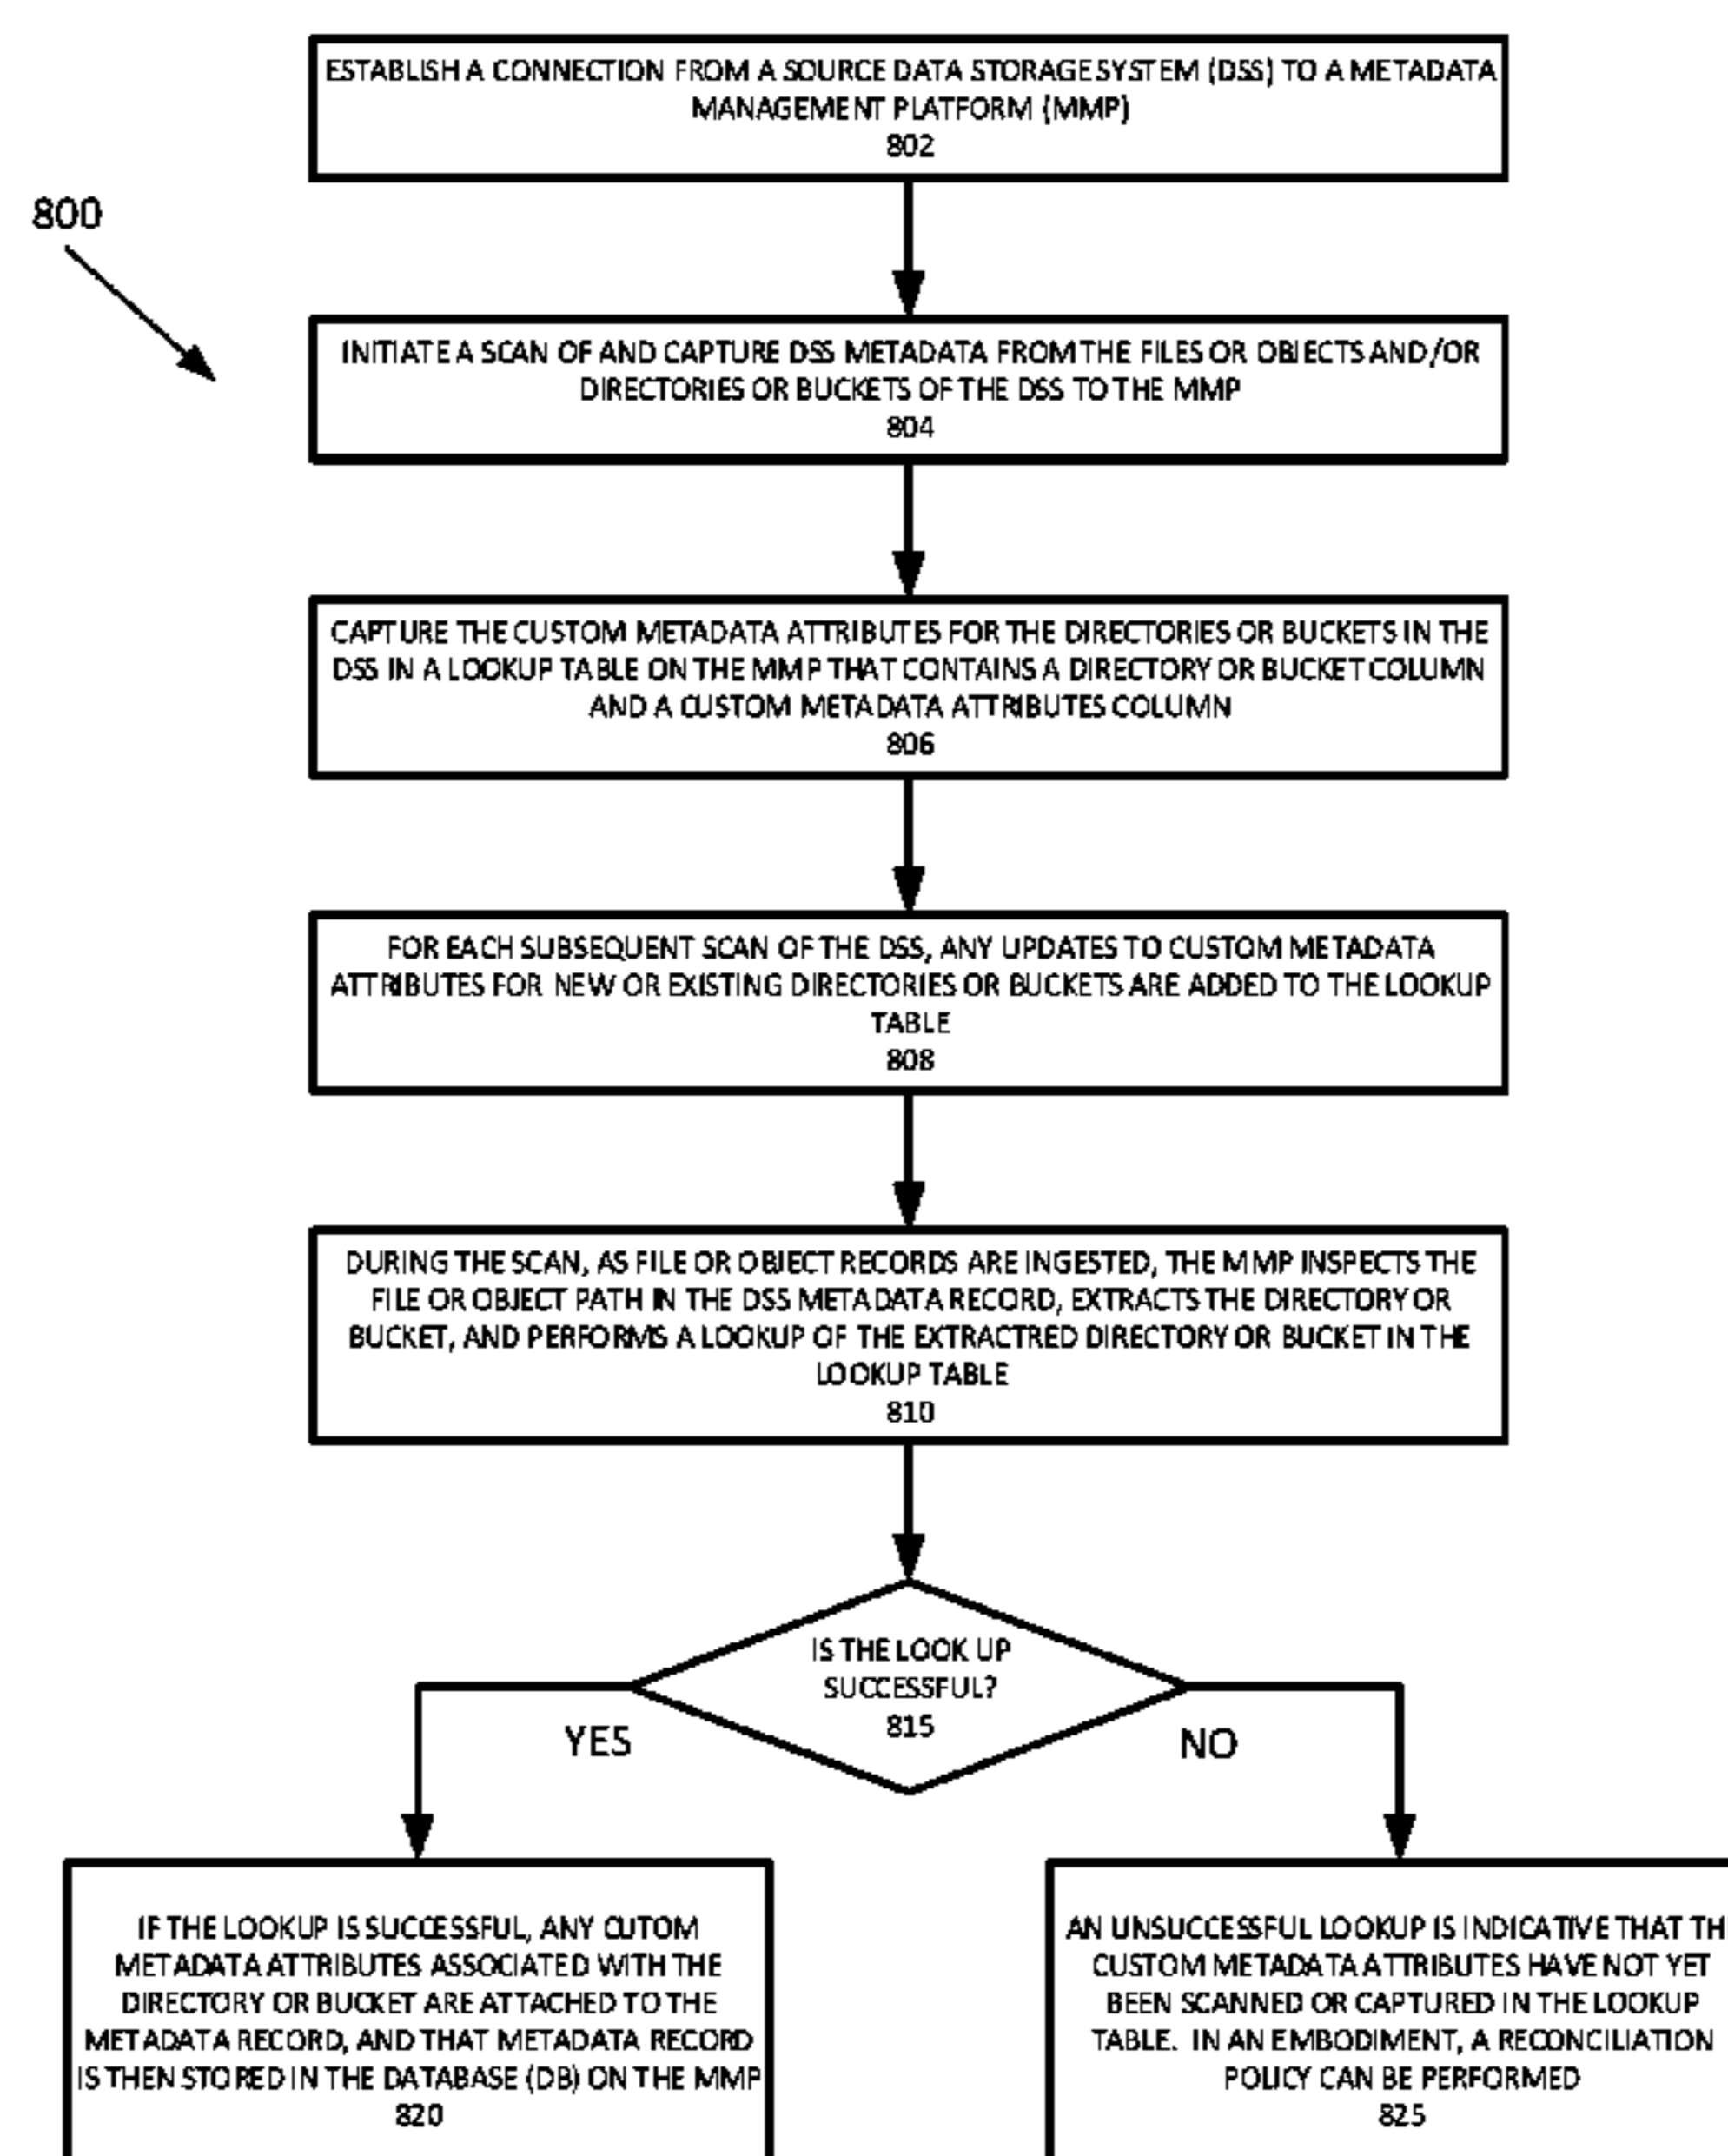 ESTABLISH A CONNECTION FROM A SOURCE DATA STORAGE SYSTEM (DSS) TO A METADATA
MANAGEMENT PLATFORM (MMP)
802
800
INITIATE A SCAN OF AND CAPTURE DSS METADATA FROM THE FILES OR OBJECTS AND/OR
DIRECTORIES OR BUCKETS OF THE DSS TO THE MMP
804
CAPTURE THE CUSTOM METADATA ATTRIBUTES FOR THE DIRECTORIES OR BUCKETS IN THE
DSS IN A LOOKUP TABLE ON THE MMP THAT CONTAINS A DIRECTORY OR BUCKET COLUMN
AND A CUSTOM METADATA ATTRIBUTES COLUMN
806
FOR EACH SUBSEQUENT SCAN OF THE DSS, ANY UPDATES TO CUSTOM METADATA
ATTRIBUTES FOR NEW OR EXISTING DIRECTORIES OR BUCKETS ARE ADDED TO THE LOOKUP
TABLE
808
DURING THE SCAN, AS FILE OR OBJECT RECORDS ARE INGESTED, THE MMP INSPECTS THE
FILE OR OBJECT PATH IN THE DSS METADATA RECORD, EXTRACTS THE DIRECTORY OR
BUCKET, AND PERFORMS A LOOKUP OF THE EXTRACTRED DIRECTORY OR BUCKET IN THE
LOOKUP TABLE
810
IS THE LOOK UP
SUCCESSFUL?
815
YES
NO
IF THE LOOKUP IS SUCCESSFUL, ANY CUTOM
METADATA ATTRIBUTES ASSOCIATED WITH THE
DIRECTORY OR BUCKET ARE ATTACHED TO THE
METADATA RECORD, AND THAT METADATA RECORD
IS THEN STORED IN THE DATABASE (DB) ON THE MMP
820
AN UNSUCCESSFUL LOOKUP IS INDICATIVE THAT TH
CUSTOM METADATA ATTRIBUTES HAVE NOT YET
BEEN SCANNED OR CAPTURED IN THE LOOKUP
TABLE. IN AN EMBODIMENT, A RECONCILIATION
POLICY CAN BE PERFORMED
825